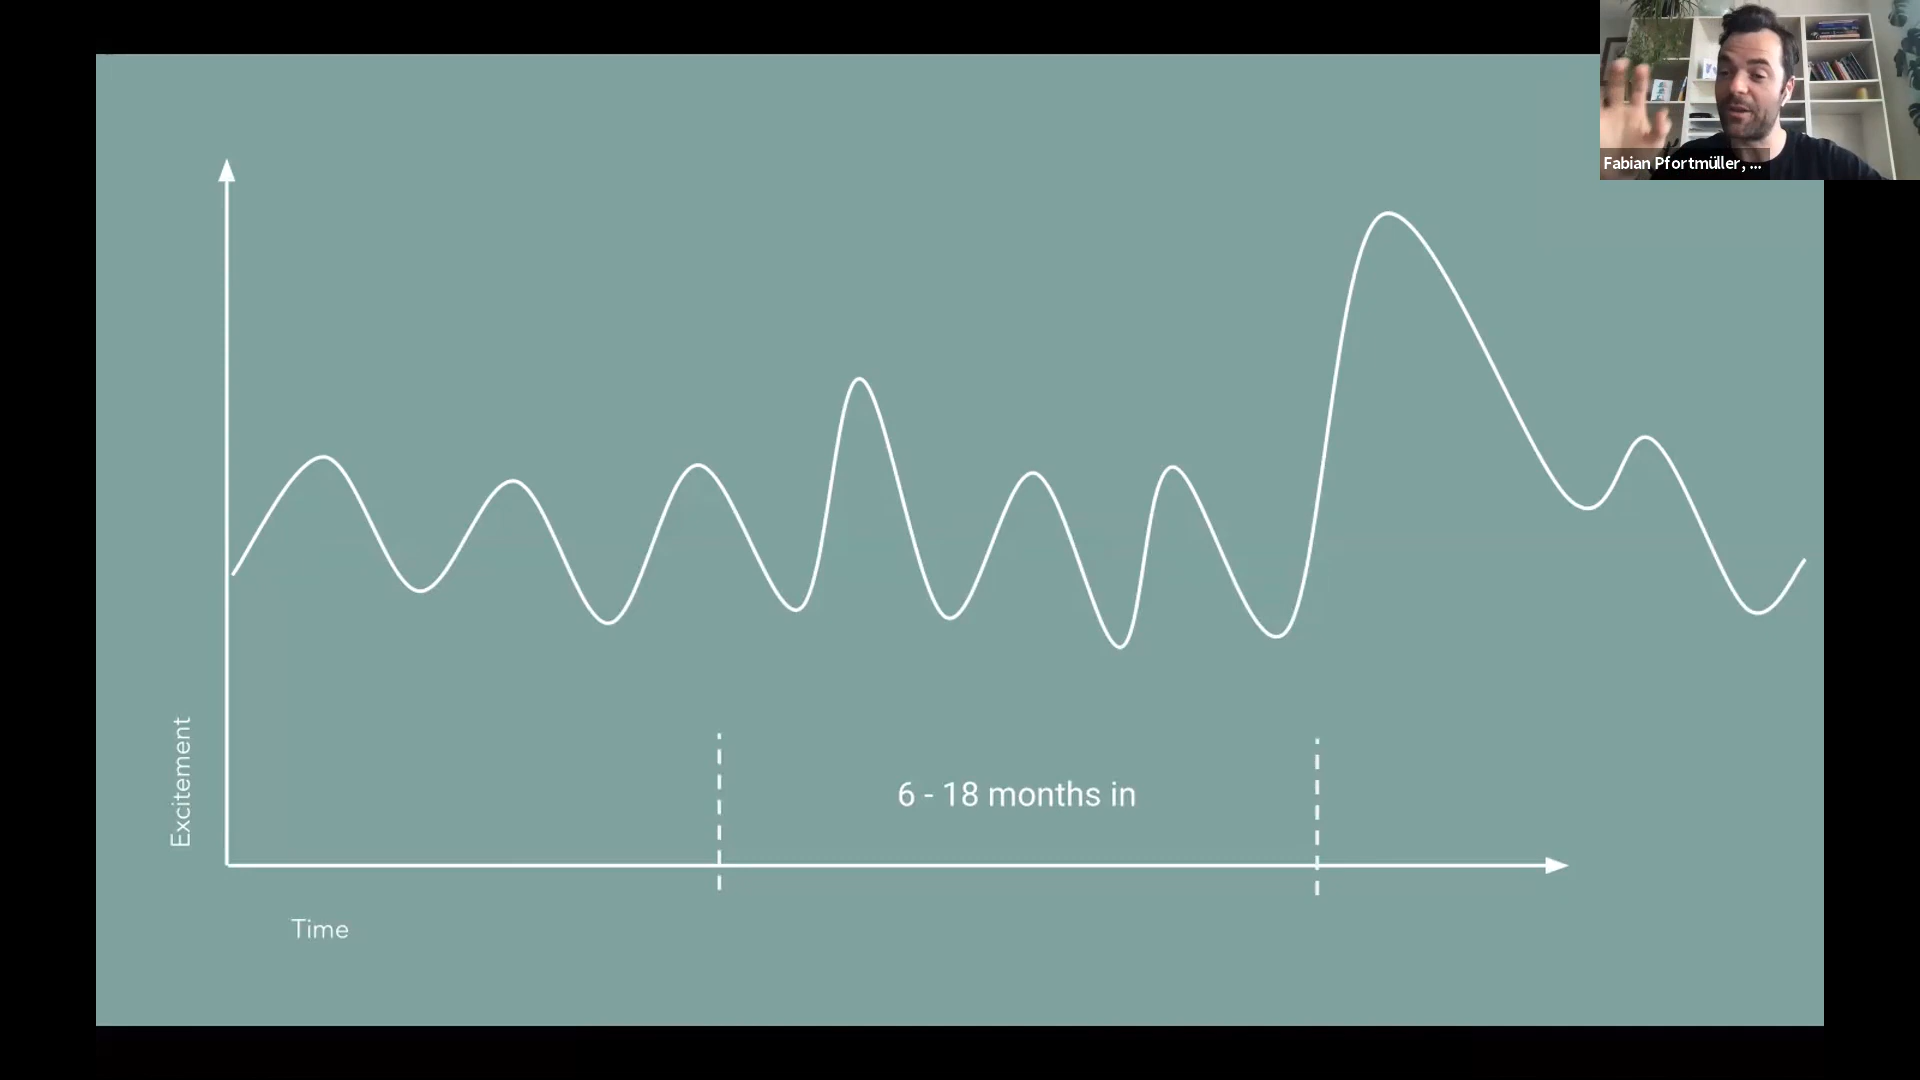 Fabian Pfortmüller, ...
Excitement
6 - 18 months in
Time